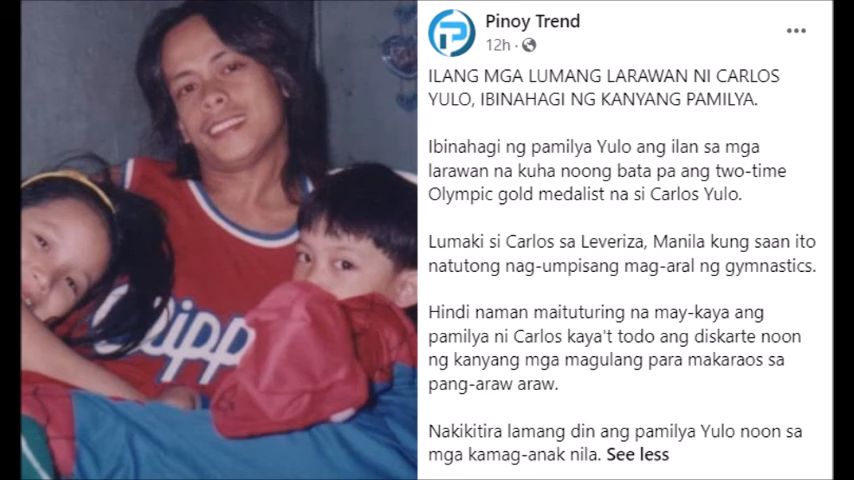 Clipp
Pinoy Trend
12h
ILANG MGA LUMANG LARAWAN NI CARLOS
YULO, IBINAHAGI NG KANYANG PAMILYA.
Ibinahagi ng pamilya Yulo ang ilan sa mga
larawan na kuha noong bata pa ang two-time
Olympic gold medalist na si Carlos Yulo.
Lumaki si Carlos sa Leveriza, Manila kung saan ito
natutong nag-umpisang mag-aral ng gymnastics.
Hindi naman maituturing na may-kaya ang
pamilya ni Carlos kaya't todo ang diskarte noon
ng kanyang mga magulang para makaraos sa
pang-araw araw.
Nakikitira lamang din ang pamilya Yulo noon sa
mga kamag-anak nila. See less